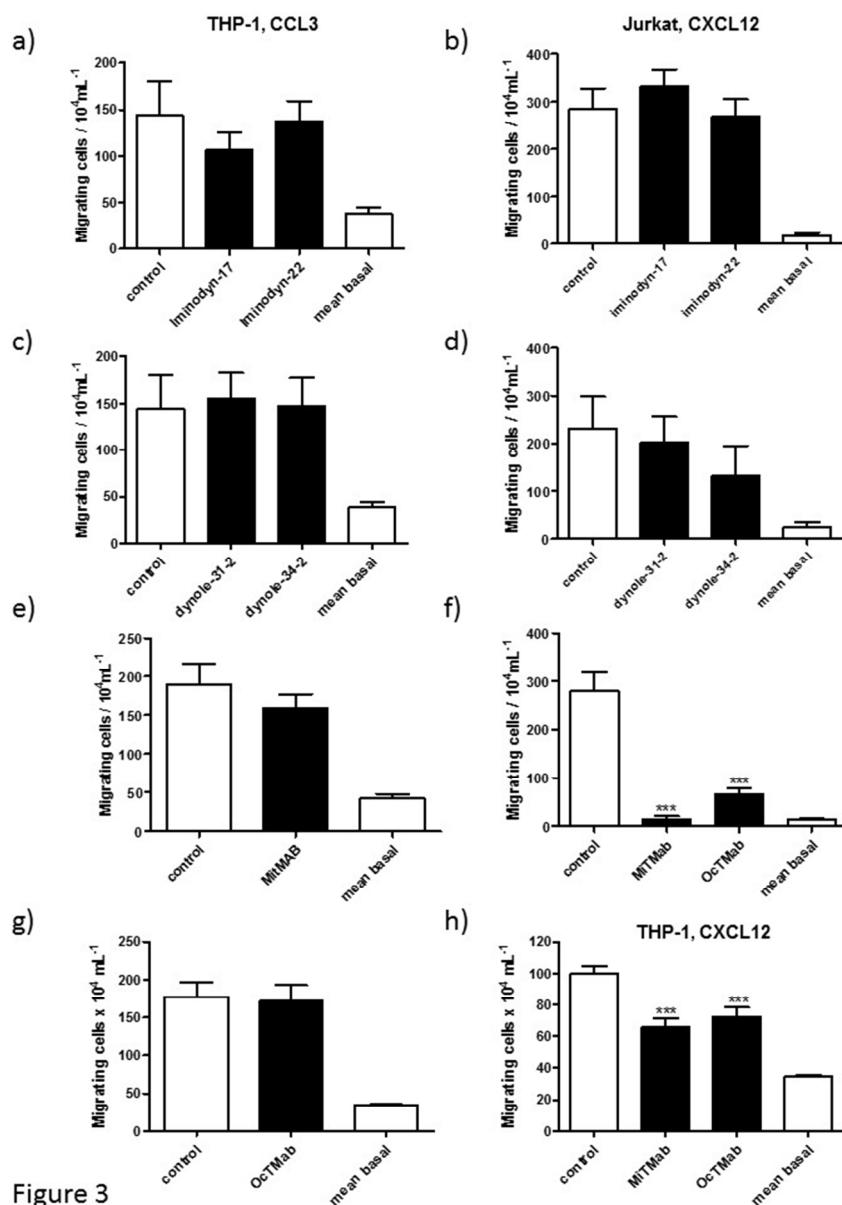 a)
THP-1, CCL3
Migrating cells / 10⁴mL⁻¹
200
150
100
50
0
control
Iminodyn-17
Iminodyn-22
mean basal
b)
Jurkat, CXCL12
Migrating cells / 10⁴mL⁻¹
400
300
200
100
0
control
iminodyn-17
iminodyn-22
mean basal
c)
Migrating cells / 10⁴mL⁻¹
200
150
100
50
0
control
dynole-31-2
dynole-34-2
mean basal
d)
Migrating cells / 10⁴mL⁻¹
400
300
200
100
0
control
dynole-31-2
dynole-34-2
mean basal
e)
Migrating cells / 10⁴mL⁻¹
250
200
150
100
50
0
control
MitMAB
mean basal
f)
Migrating cells / 10⁴mL⁻¹
400
300
200
100
0
***
***
control
MiTMab
OcTMab
mean basal
g)
Migrating cells x 10⁴ mL⁻¹
250
200
150
100
50
0
control
OcTMab
mean basal
h)
THP-1, CXCL12
Migrating cells x 10⁴ mL⁻¹
120
100
80
60
40
20
0
***
***
control
MiTMab
OcTMab
mean basal
Figure 3